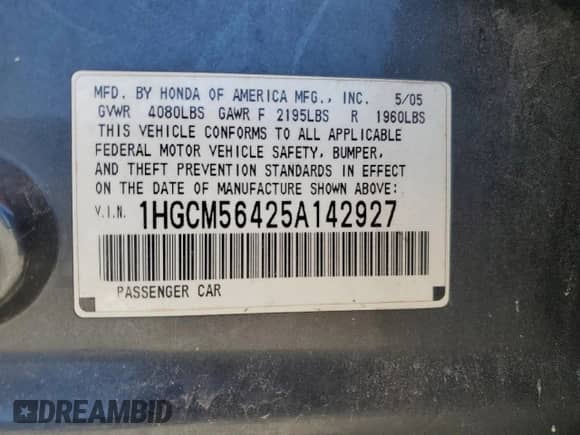 MFD. BY HONDA OF AMERICA MFG., INC. 5/05
GVWR 4080LBS GAWR F 2195LBS R 1960LBS
THIS VEHICLE CONFORMS TO ALL APPLICABLE
FEDERAL MOTOR VEHICLE SAFETY, BUMPER,
AND THEFT PREVENTION STANDARDS IN EFFECT
ON THE DATE OF MANUFACTURE SHOWN ABOVE:
V.I.N. 1HGCM56425A142927
PASSENGER CAR
DREAMBID